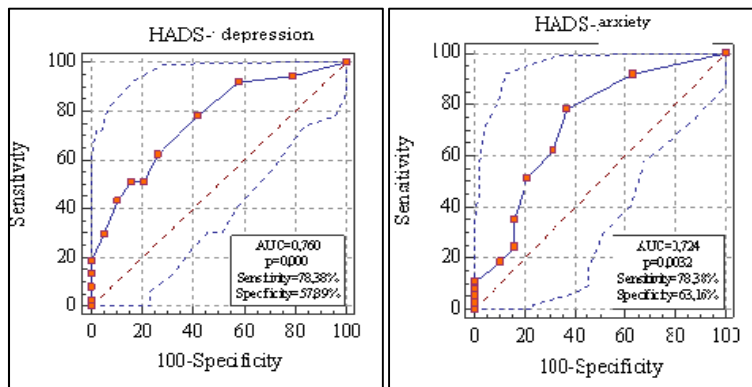 HADS-depression
100
80
60
40
20
0
Sensitivity
AUC=0,760
p=0,000
Sensitivity=78,38%
Specificity=57,89%
0 20 40 60 80 100
100-Specificity
HADS-anxiety
100
80
60
40
20
0
Sensitivity
AUC=0,724
p=0,0032
Sensitivity=78,38%
Specificity=63,16%
0 20 40 60 80 100
100-Specificity